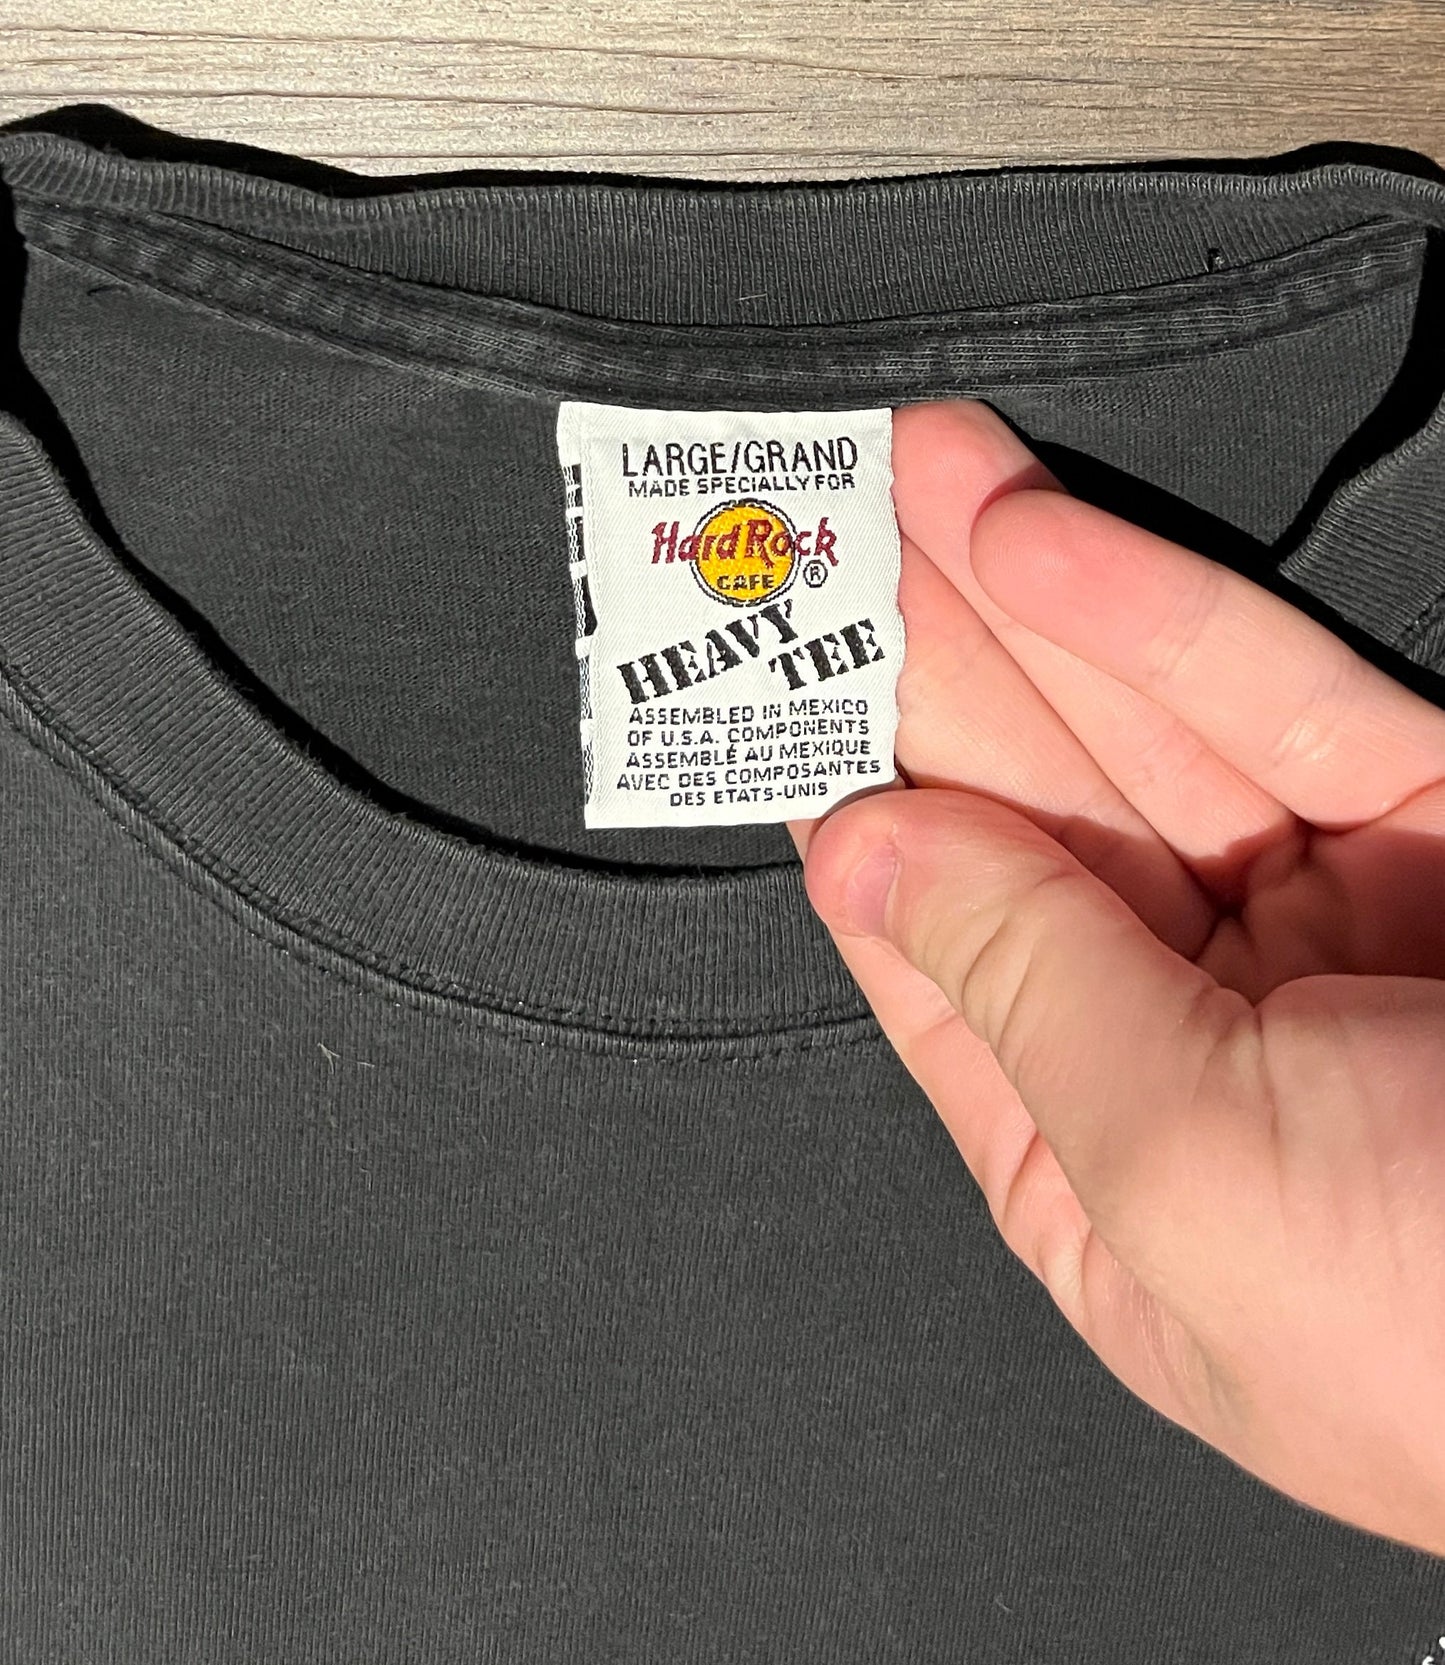 LARGE/GRAND
MADE SPECIALLY FOR
Hard Rock
CAFE
®
HEAVY
TEE
ASSEMBLED IN MEXICO
OF U.S.A. COMPONENTS
ASSEMBLÉ AU MEXIQUE
AVEC DES COMPOSANTES
DES ETATS-UNIS